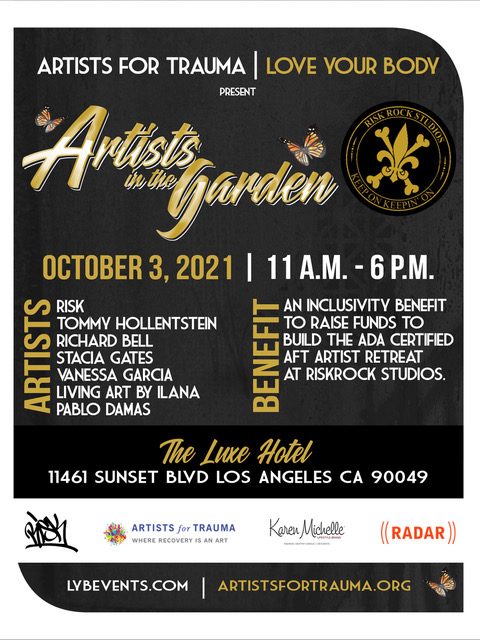 ARTISTS FOR TRAUMA | LOVE YOUR BODY
PRESENT
Artists
in the
Garden
RISK ROCK STUDIOS
KEEP ON KEEPIN' ON
OCTOBER 3, 2021 | 11 A.M. - 6 P.M.
ARTISTS
RISK
TOMMY HOLLENTSTEIN
RICHARD BELL
STACIA GATES
VANESSA GARCIA
LIVING ART BY ILANA
PABLO DAMAS
BENEFIT
AN INCLUSIVITY BENEFIT
TO RAISE FUNDS TO
BUILD THE ADA CERTIFIED
AFT ARTIST RETREAT
AT RISKROCK STUDIOS.
The Luxe Hotel
11461 SUNSET BLVD LOS ANGELES CA 90049
ARTISTS for TRAUMA
WHERE RECOVERY IS AN ART
Karen Michelle
((RADAR))
LYBEVENTS.COM | ARTISTSFORTRAUMA.ORG